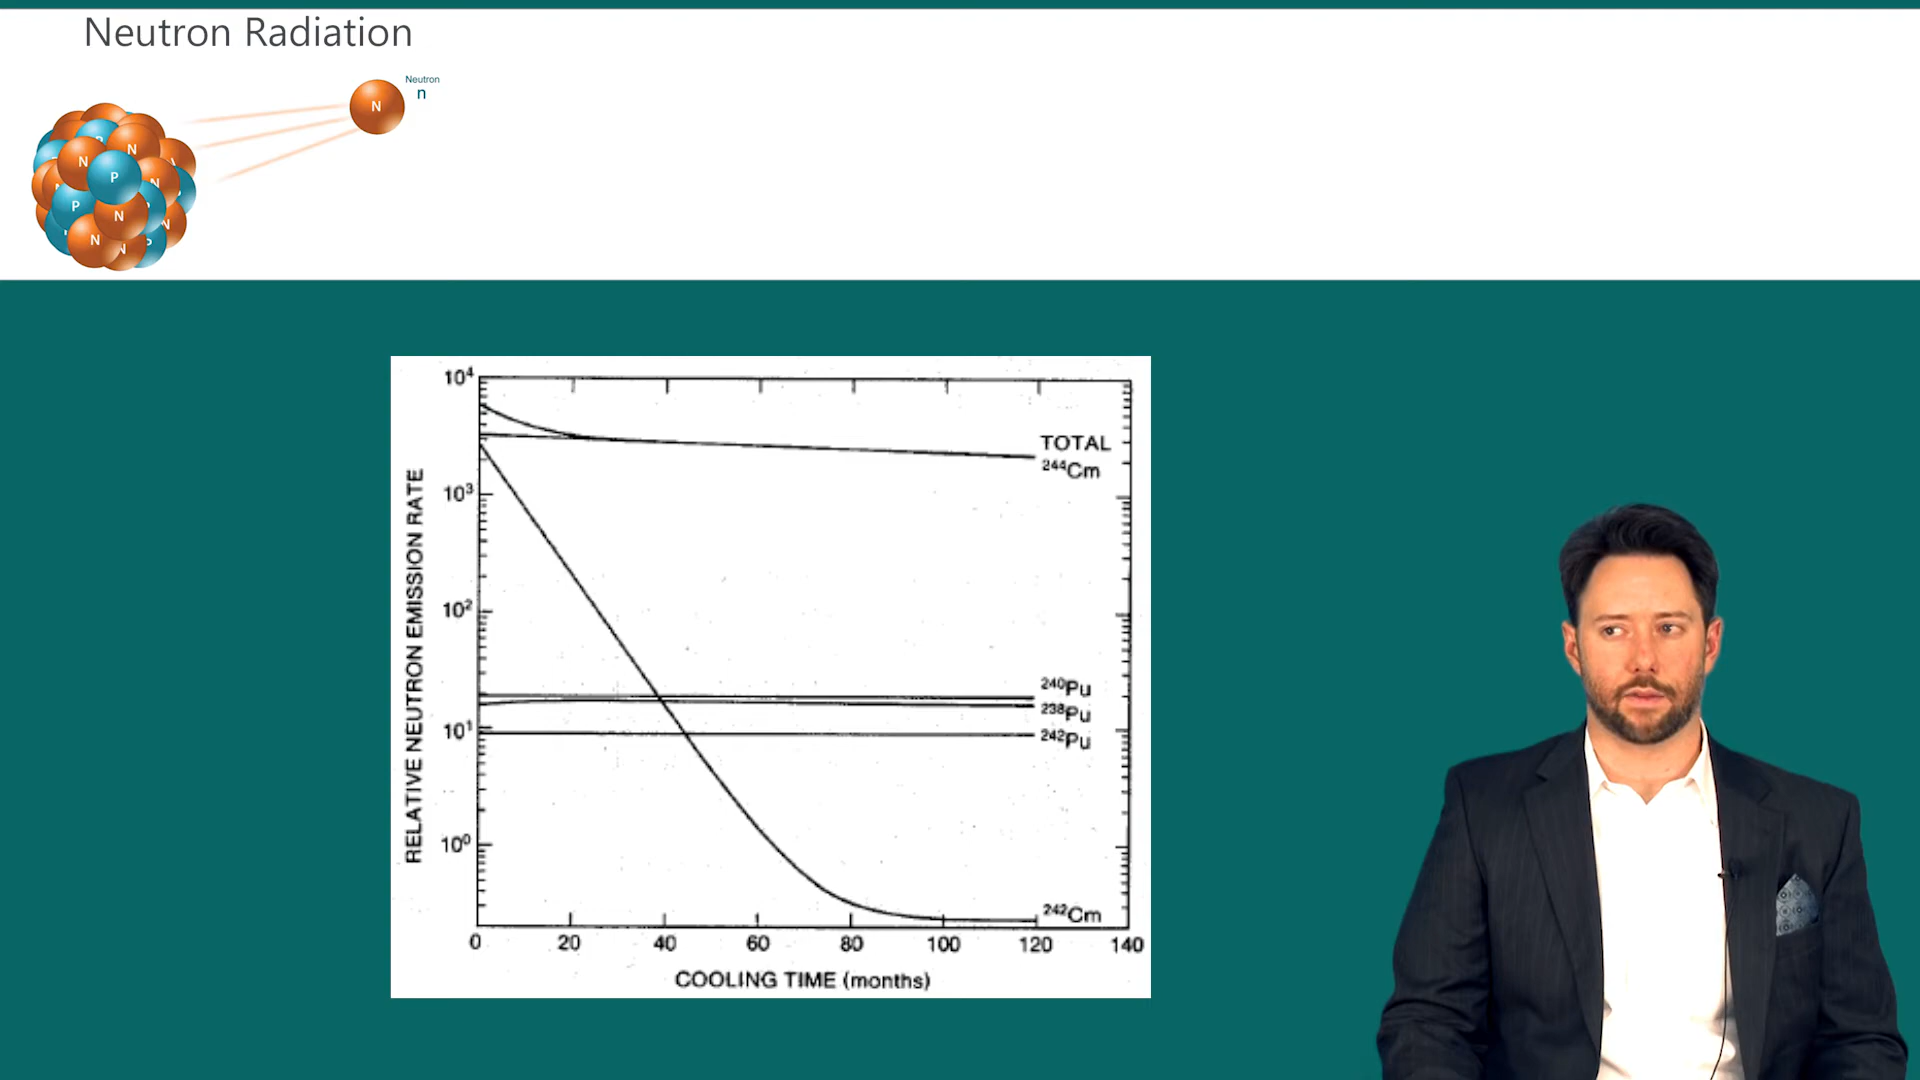 Neutron Radiation
Neutron
n
N
N
N
P
N
P
N
N
N
N
RELATIVE NEUTRON EMISSION RATE
10⁴
10³
10²
10¹
10⁰
TOTAL
²⁴⁴Cm
²⁴⁰Pu
²³⁸Pu
²⁴²Pu
²⁴²Cm
0 20 40 60 80 100 120 140
COOLING TIME (months)